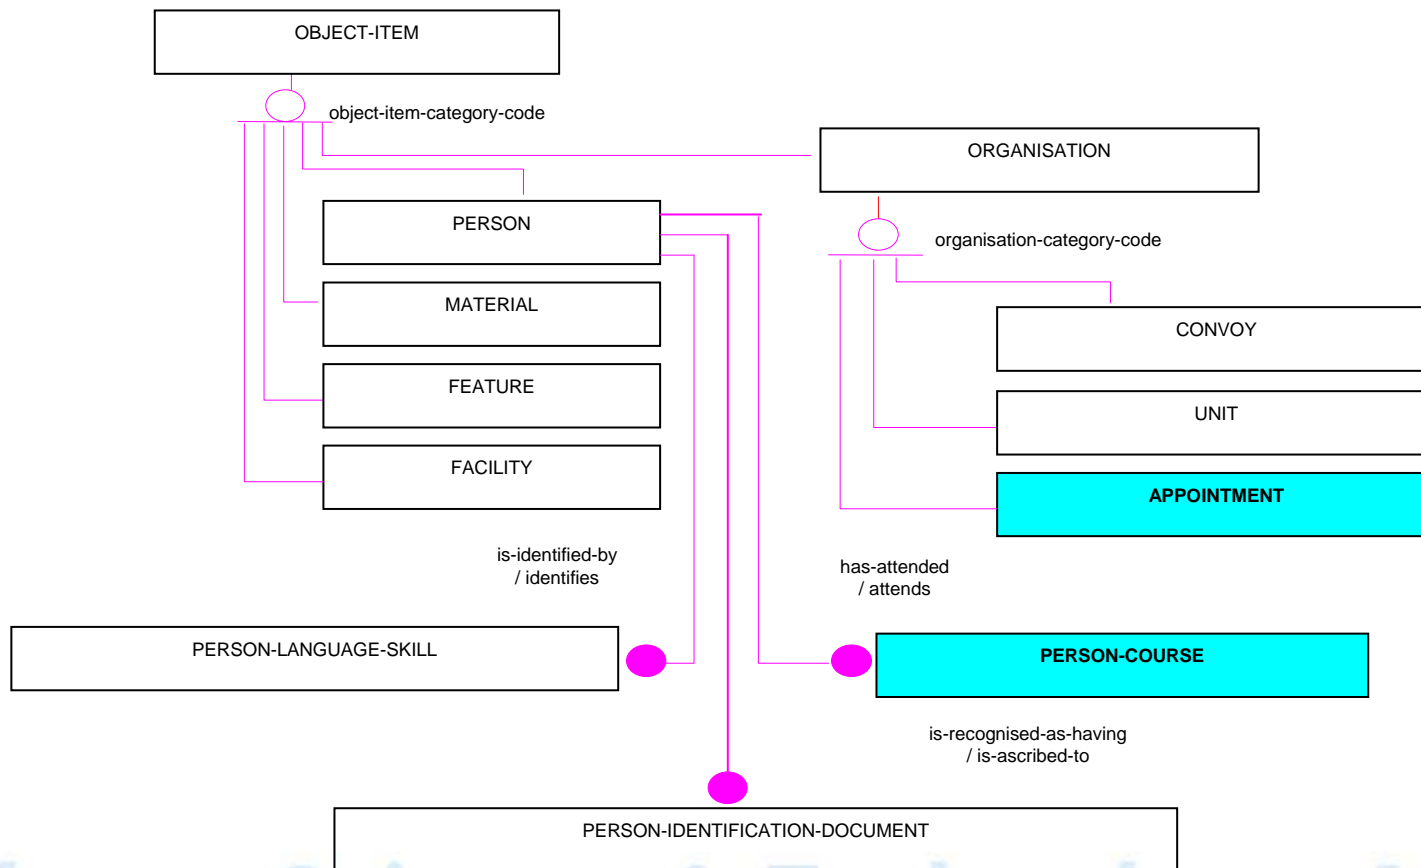 OBJECT-ITEM
object-item-category-code
ORGANISATION
PERSON
organisation-category-code
MATERIAL
CONVOY
FEATURE
UNIT
FACILITY
APPOINTMENT
is-identified-by
/ identifies
has-attended
/ attends
PERSON-LANGUAGE-SKILL
PERSON-COURSE
is-recognised-as-having
/ is-ascribed-to
PERSON-IDENTIFICATION-DOCUMENT